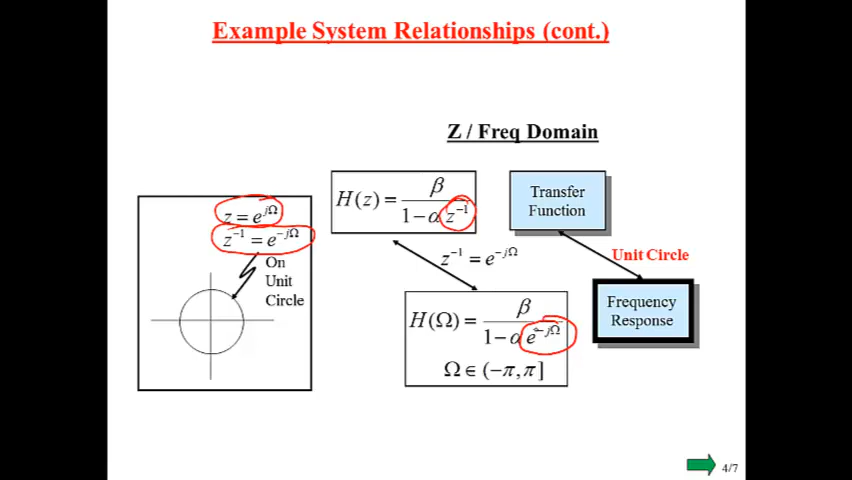 Example System Relationships (cont.)
Z / Freq Domain
z = e^{jΩ}
z^{-1} = e^{-jΩ}
On
Unit
Circle
H(z) = β / (1 - α z^{-1})
z^{-1} = e^{-jΩ}
H(Ω) = β / (1 - α e^{-jΩ})
Ω ∈ (-π, π]
Transfer
Function
Unit Circle
Frequency
Response
4/7